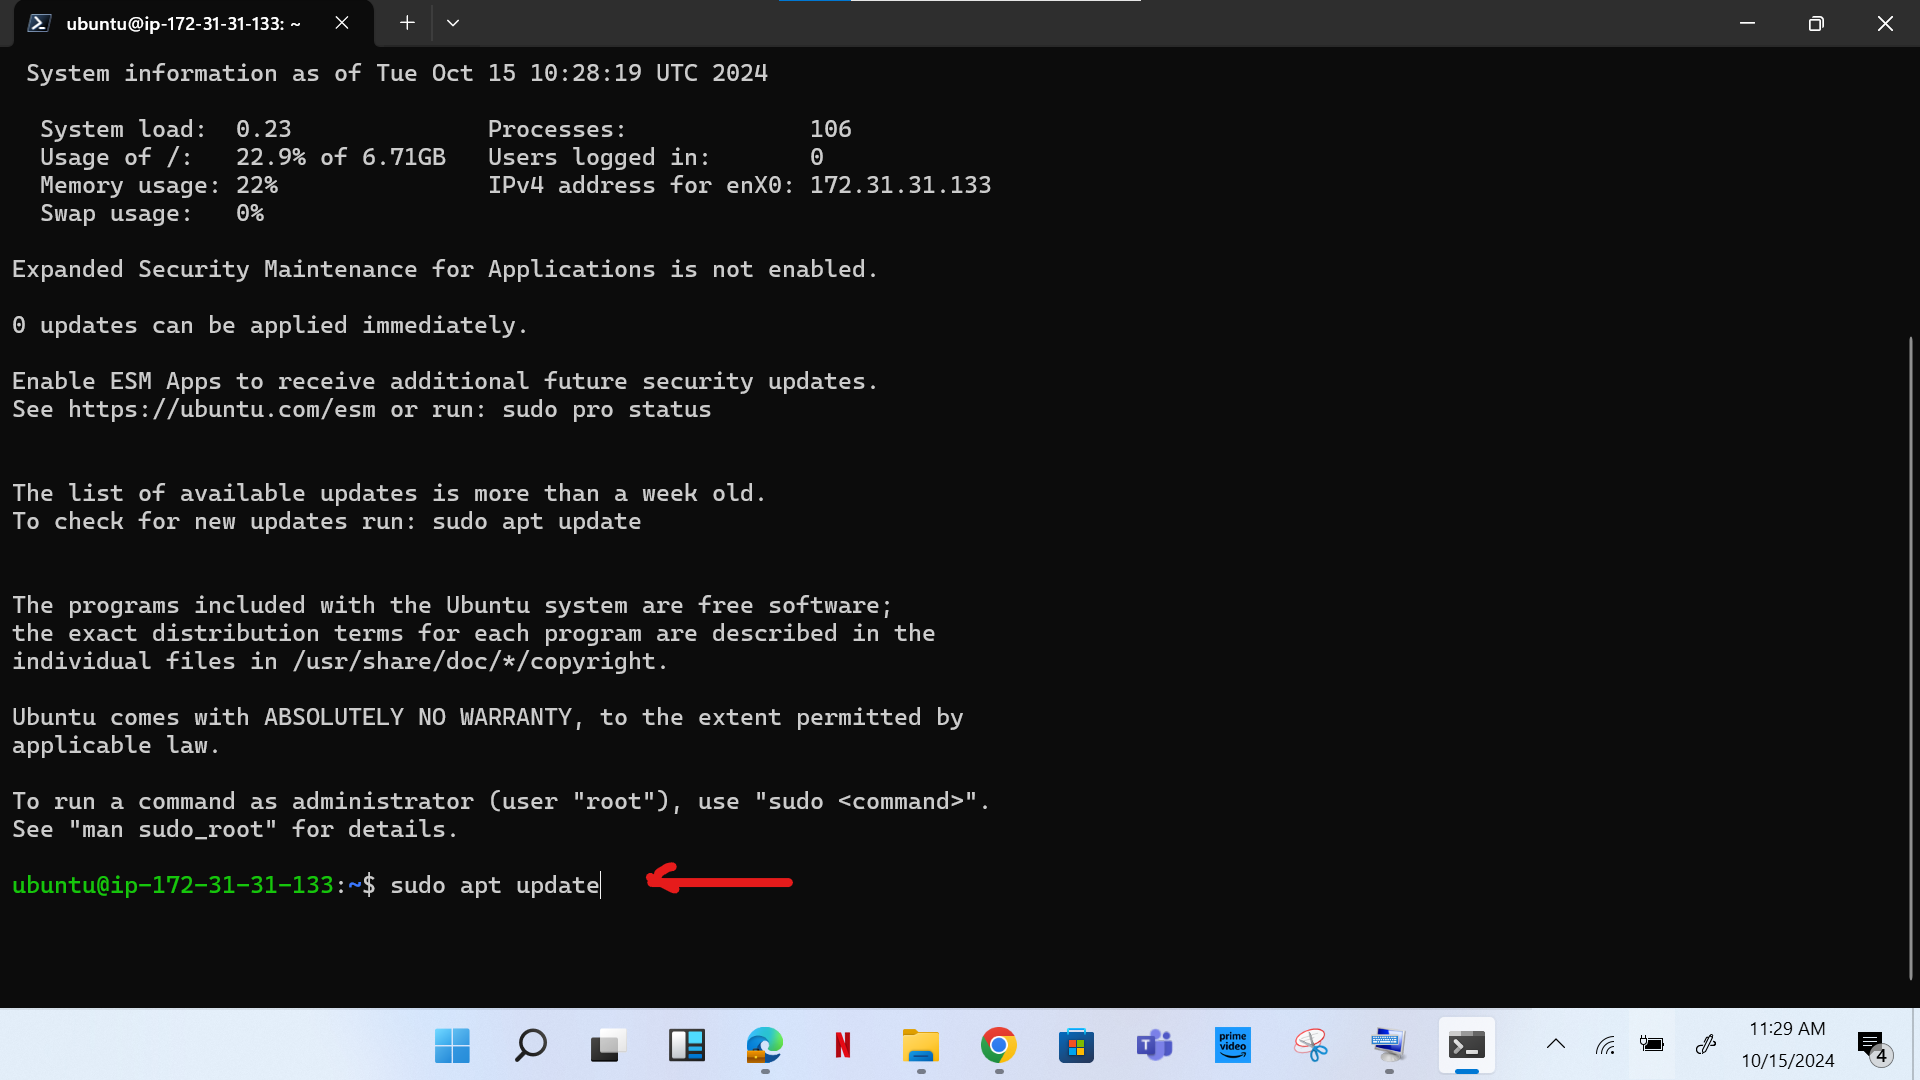 ubuntu@ip-172-31-31-133: ~
System information as of Tue Oct 15 10:28:19 UTC 2024
System load:  0.23              Processes:             106
Usage of /:   22.9% of 6.71GB   Users logged in:       0
Memory usage: 22%               IPv4 address for enX0: 172.31.31.133
Swap usage:   0%
Expanded Security Maintenance for Applications is not enabled.
0 updates can be applied immediately.
Enable ESM Apps to receive additional future security updates.
See https://ubuntu.com/esm or run: sudo pro status
The list of available updates is more than a week old.
To check for new updates run: sudo apt update
The programs included with the Ubuntu system are free software;
the exact distribution terms for each program are described in the
individual files in /usr/share/doc/*/copyright.
Ubuntu comes with ABSOLUTELY NO WARRANTY, to the extent permitted by
applicable law.
To run a command as administrator (user "root"), use "sudo <command>".
See "man sudo_root" for details.
ubuntu@ip-172-31-31-133:~$ sudo apt update
N
prime
video
11:29 AM
10/15/2024
4